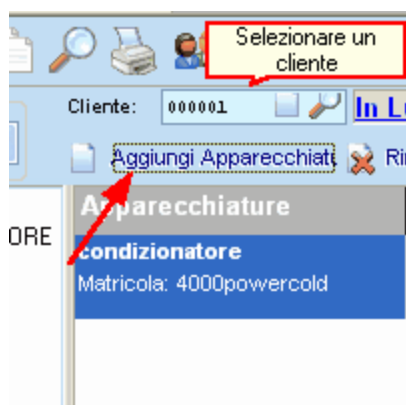 Selezionare un
cliente
Cliente: 000001 In L
Aggiungi Apparecchiat Ri
Apparecchiature
ORE
condizionatore
Matricola: 4000powercold